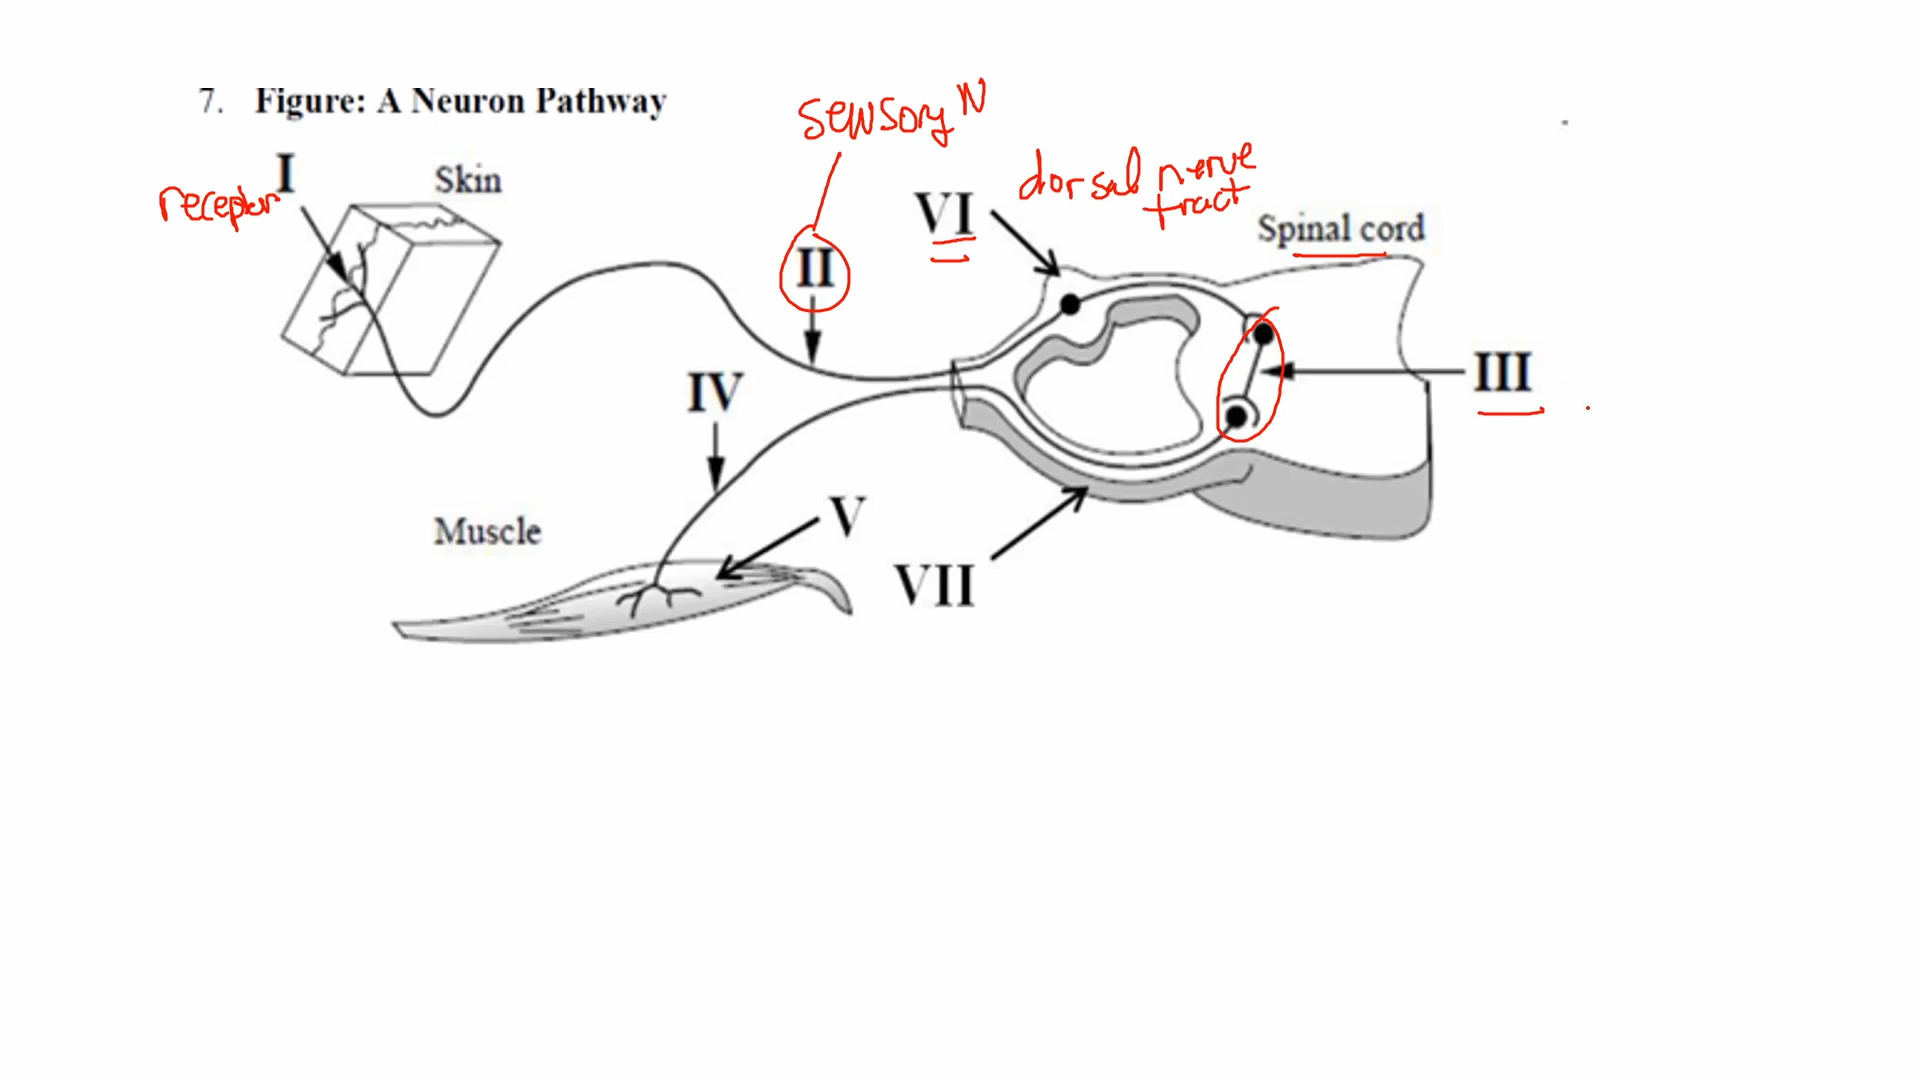 7. Figure: A Neuron Pathway
sensory N
I
Skin
receptor
dorsal nerve
tract
VI
Spinal cord
II
III
IV
V
Muscle
VII